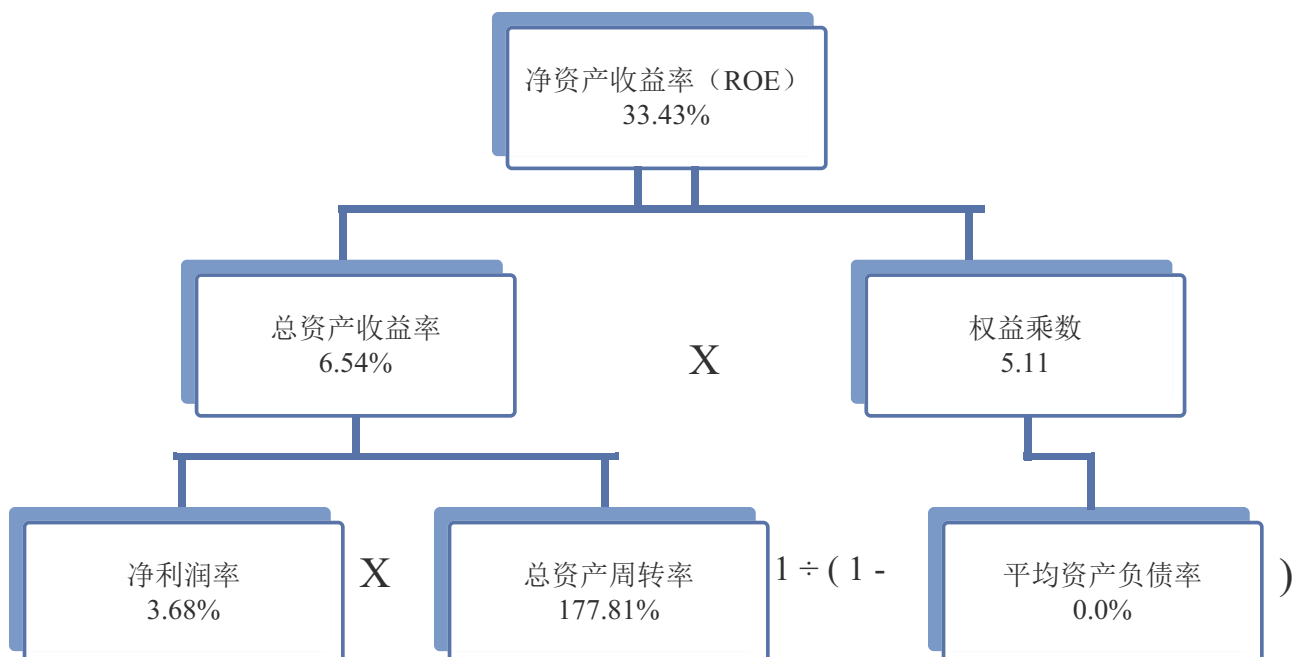 净资产收益率（ROE）
33.43%
总资产收益率
6.54%
X
权益乘数
5.11
净利润率
3.68%
X
总资产周转率
177.81%
1 ÷ ( 1 -
平均资产负债率
0.0%
)